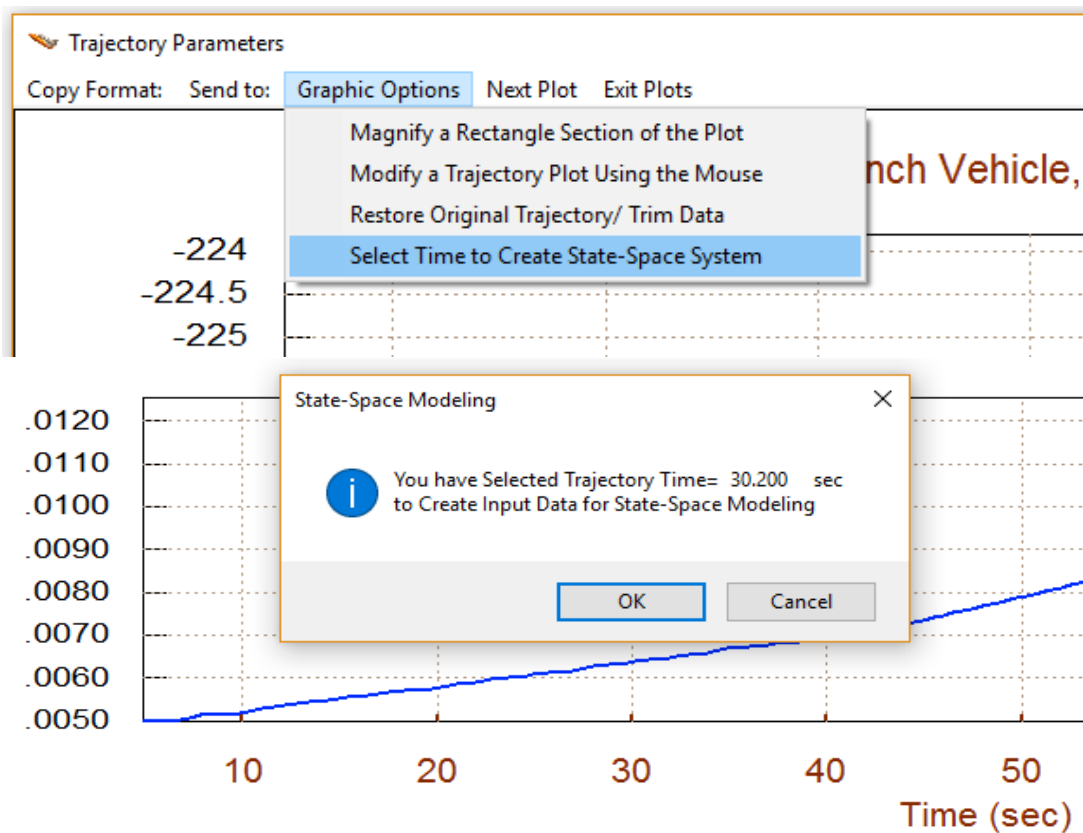 Trajectory Parameters
Copy Format: Send to: Graphic Options Next Plot Exit Plots
Magnify a Rectangle Section of the Plot
nch Vehicle,
Modify a Trajectory Plot Using the Mouse
Restore Original Trajectory/ Trim Data
-224
Select Time to Create State-Space System
-224.5
-225
State-Space Modeling
.0120
.0110
You have Selected Trajectory Time= 30.200 sec
to Create Input Data for State-Space Modeling
.0100
.0090
.0080
OK Cancel
.0070
.0060
.0050
10 20 30 40 50
Time (sec)